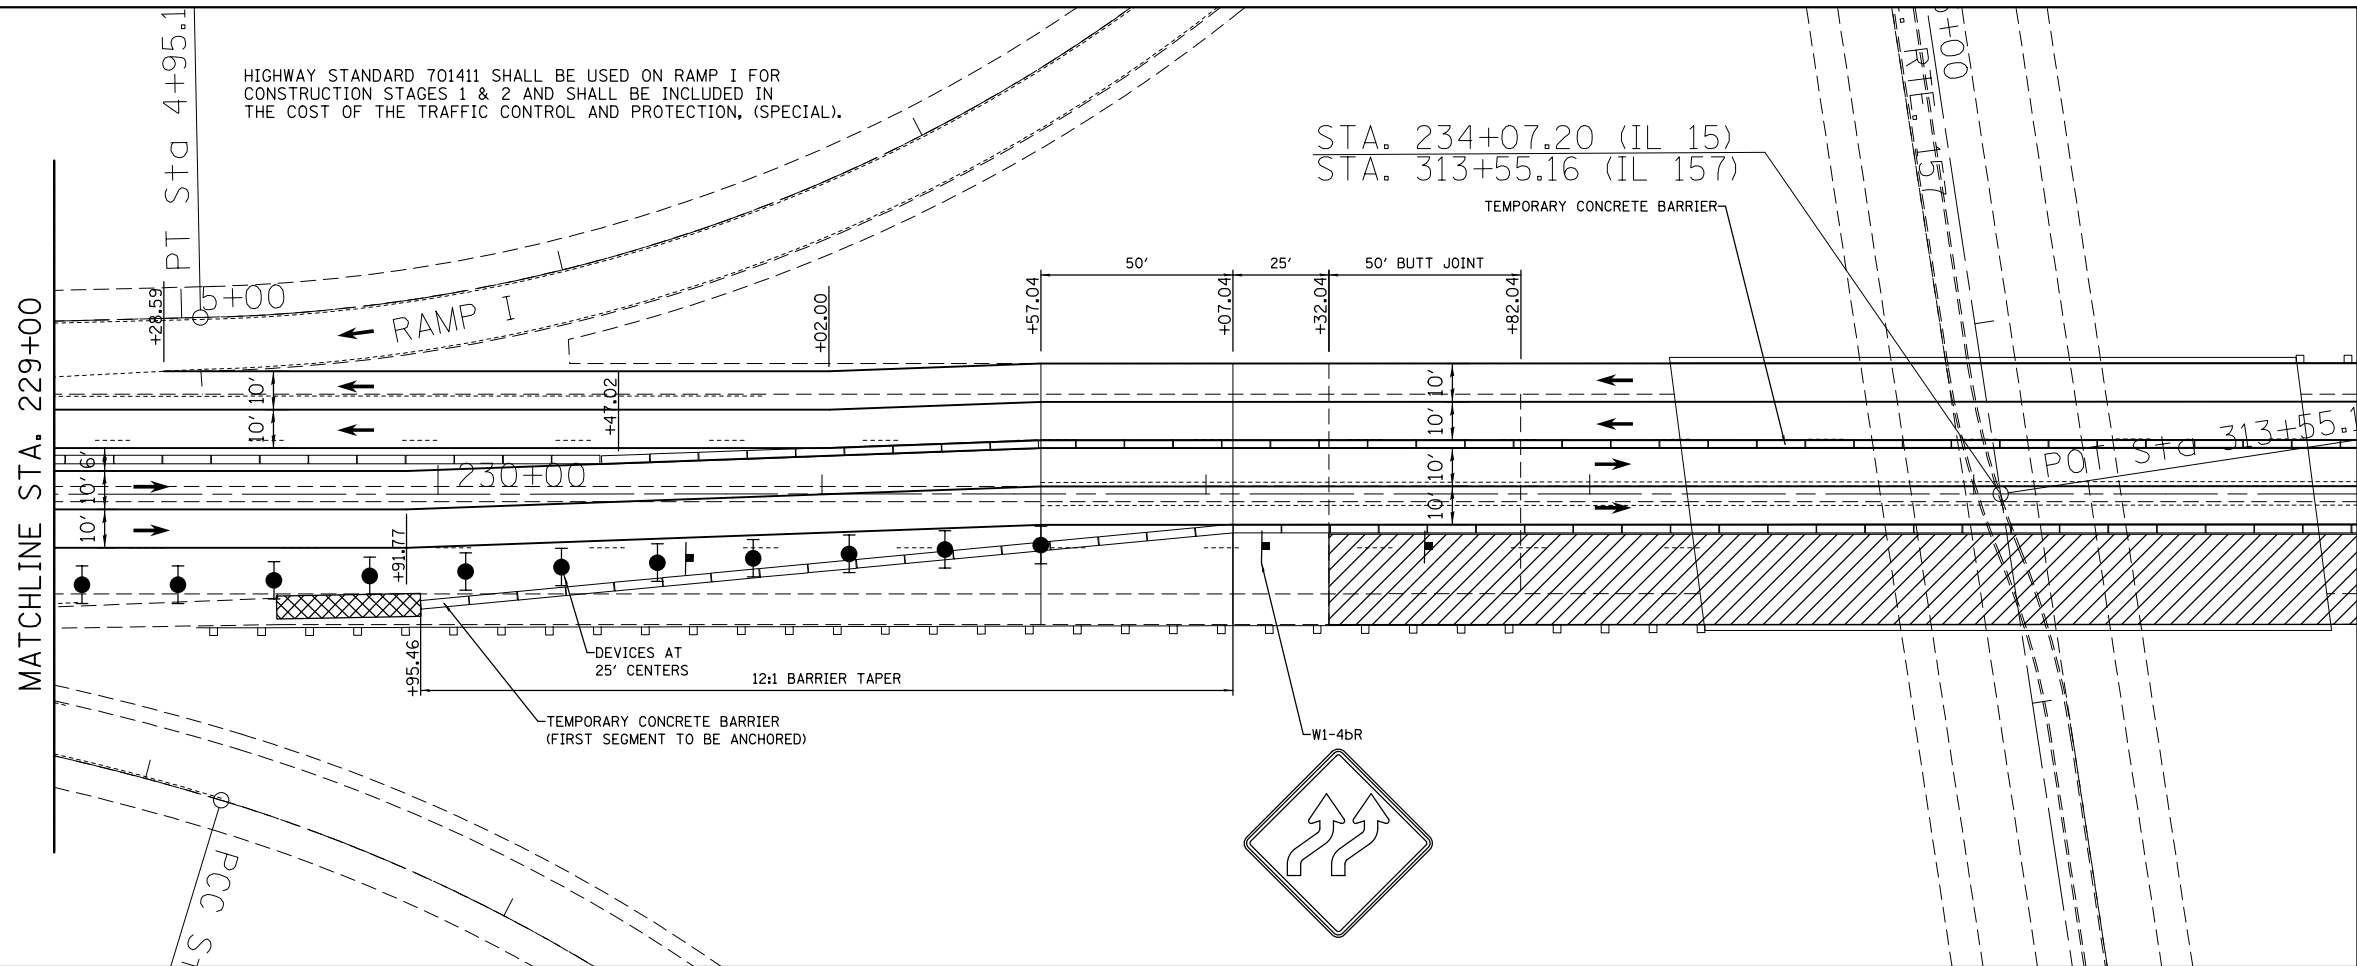 PT Sta 4+95.1
HIGHWAY STANDARD 701411 SHALL BE USED ON RAMP I FOR
CONSTRUCTION STAGES 1 & 2 AND SHALL BE INCLUDED IN
THE COST OF THE TRAFFIC CONTROL AND PROTECTION, (SPECIAL).
RTE. 157
+00
STA. 234+07.20 (IL 15)
STA. 313+55.16 (IL 157)
TEMPORARY CONCRETE BARRIER
50'
25'
50' BUTT JOINT
+28.59
5+00
RAMP I
+02.00
+57.04
+07.04
+32.04
+82.04
MATCHLINE STA. 229+00
10'
10'
+47.02
10'
10'
6'
10'
10'
230+00
10'
10'
POT Sta 313+55.1
+91.77
+95.46
DEVICES AT
25' CENTERS
12:1 BARRIER TAPER
TEMPORARY CONCRETE BARRIER
(FIRST SEGMENT TO BE ANCHORED)
W1-4bR
PCC ST